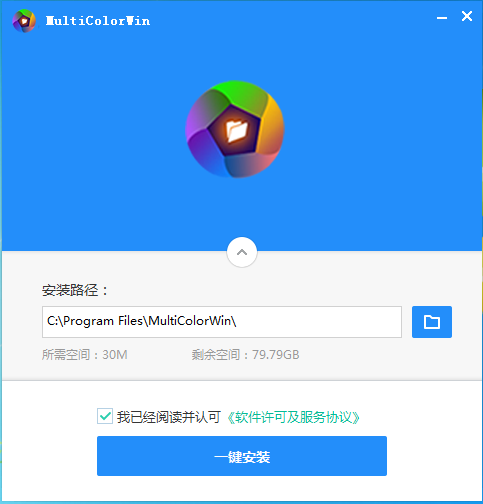 MultiColorWin
安装路径：
C:\Program Files\MultiColorWin\
所需空间：30M 剩余空间：79.79GB
我已经阅读并认可《软件许可及服务协议》
一键安装